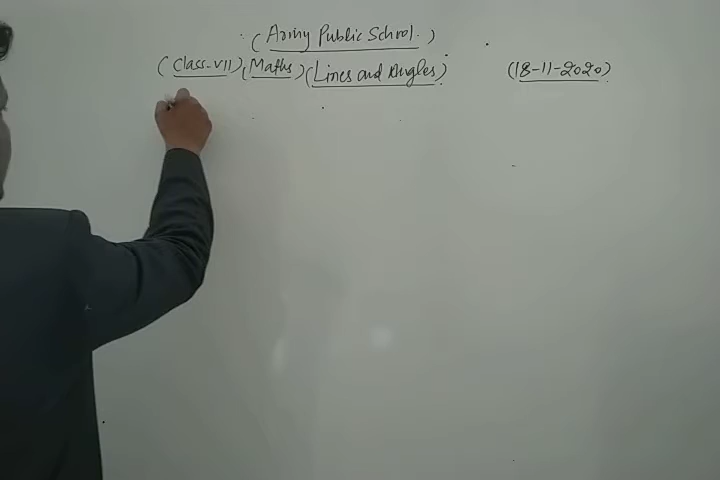 (Army Public School.)
(Class-VII) (Maths) (Lines and Angles) (18-11-2020)